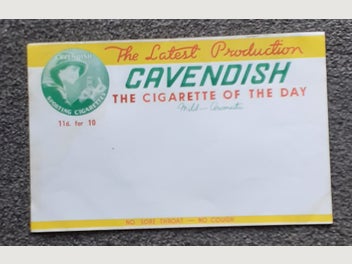 The Latest Production
CAVENDISH
CAVENDISH
SPORTING CIGARETTES
THE CIGARETTE OF THE DAY
Mild - Aromatic
11d. for 10
NO SORE THROAT — NO COUGH